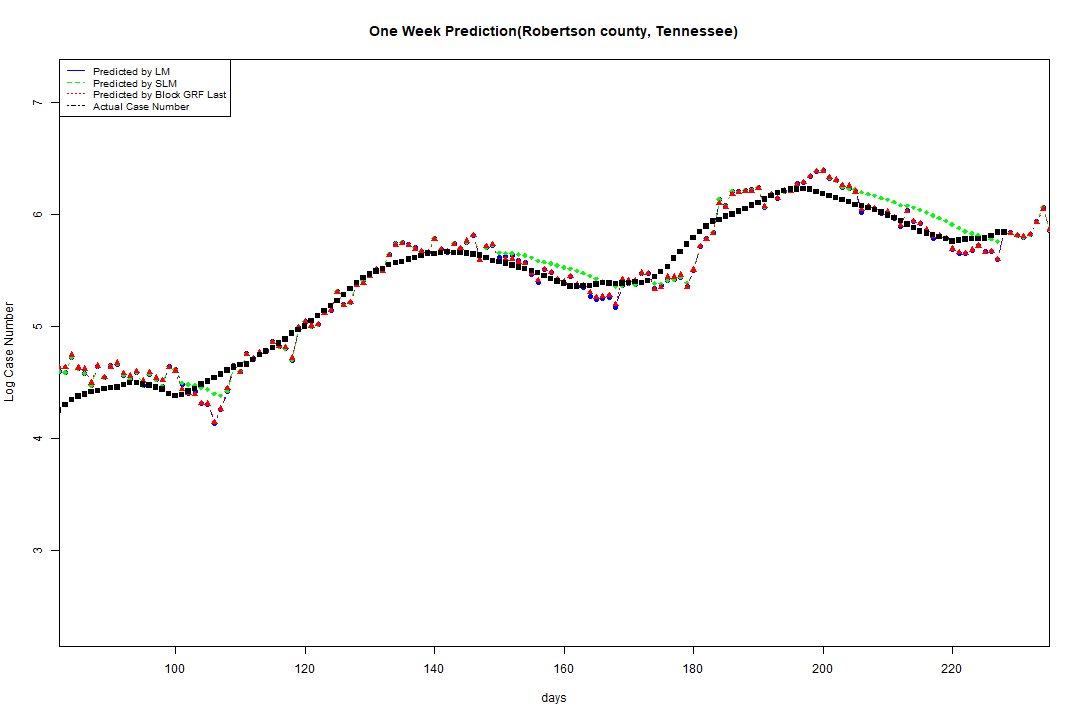 One Week Prediction(Robertson county, Tennessee)
Predicted by LM
Predicted by SLM
Predicted by Block GRF Last
Actual Case Number
7
6
5
4
3
Log Case Number
100 120 140 160 180 200 220
days